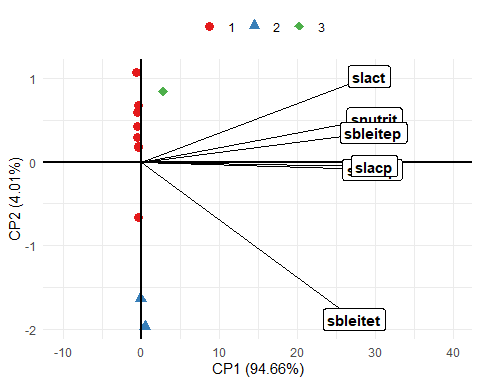 1 2 3
slact
snutrit
sbleitep
slacp
sbleitet
1
0
-1
-2
-10 0 10 20 30 40
CP1 (94.66%)
CP2 (4.01%)